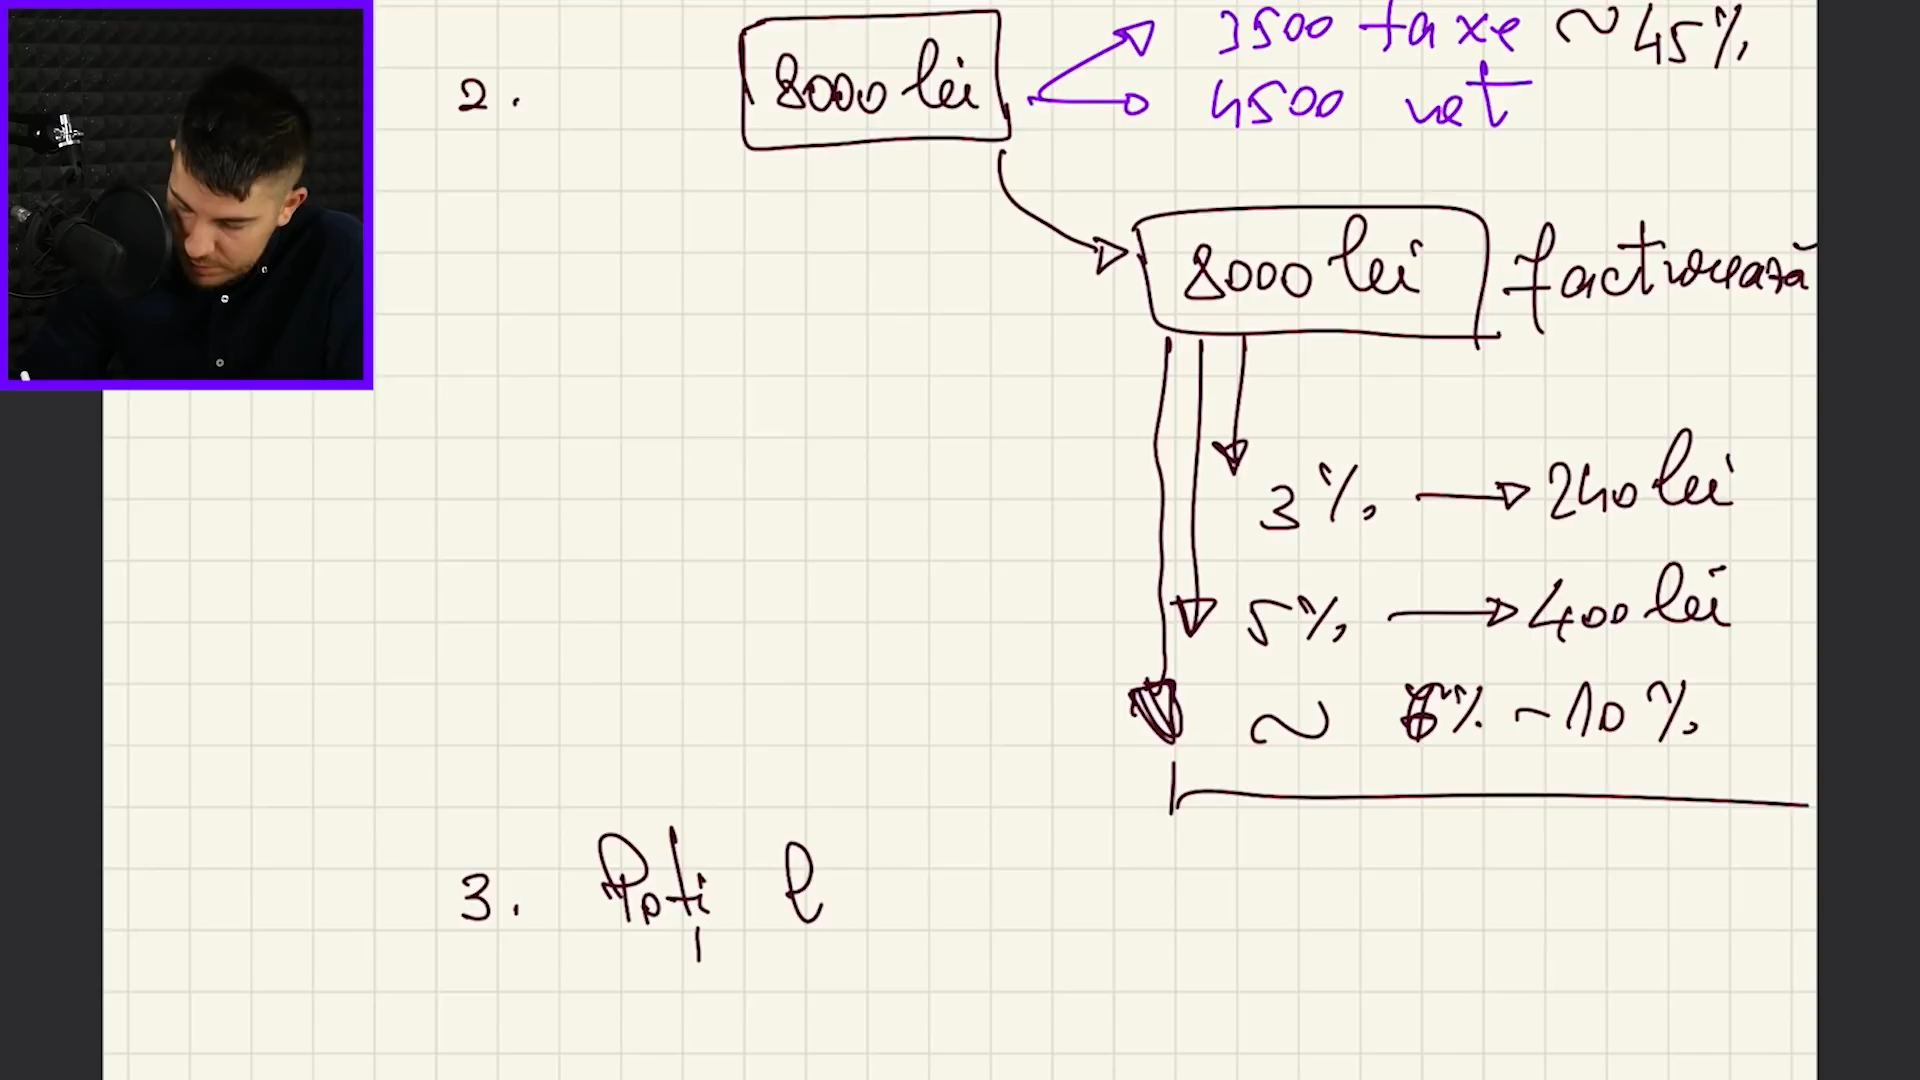 3500 taxe ~ 45%
2. 8000 lei
4500 net
8000 lei facturează
3% → 240 lei
5% → 400 lei
~ 6% - 10%
3. Poți l